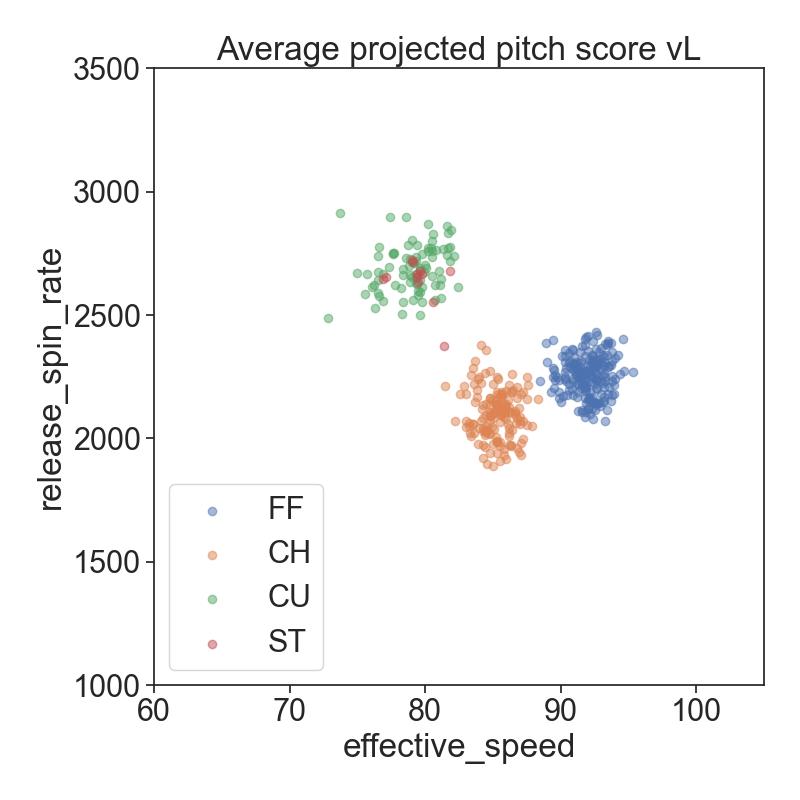 Average projected pitch score vL
3500
3000
2500
2000
1500
1000
release_spin_rate
FF
CH
CU
ST
60 70 80 90 100
effective_speed